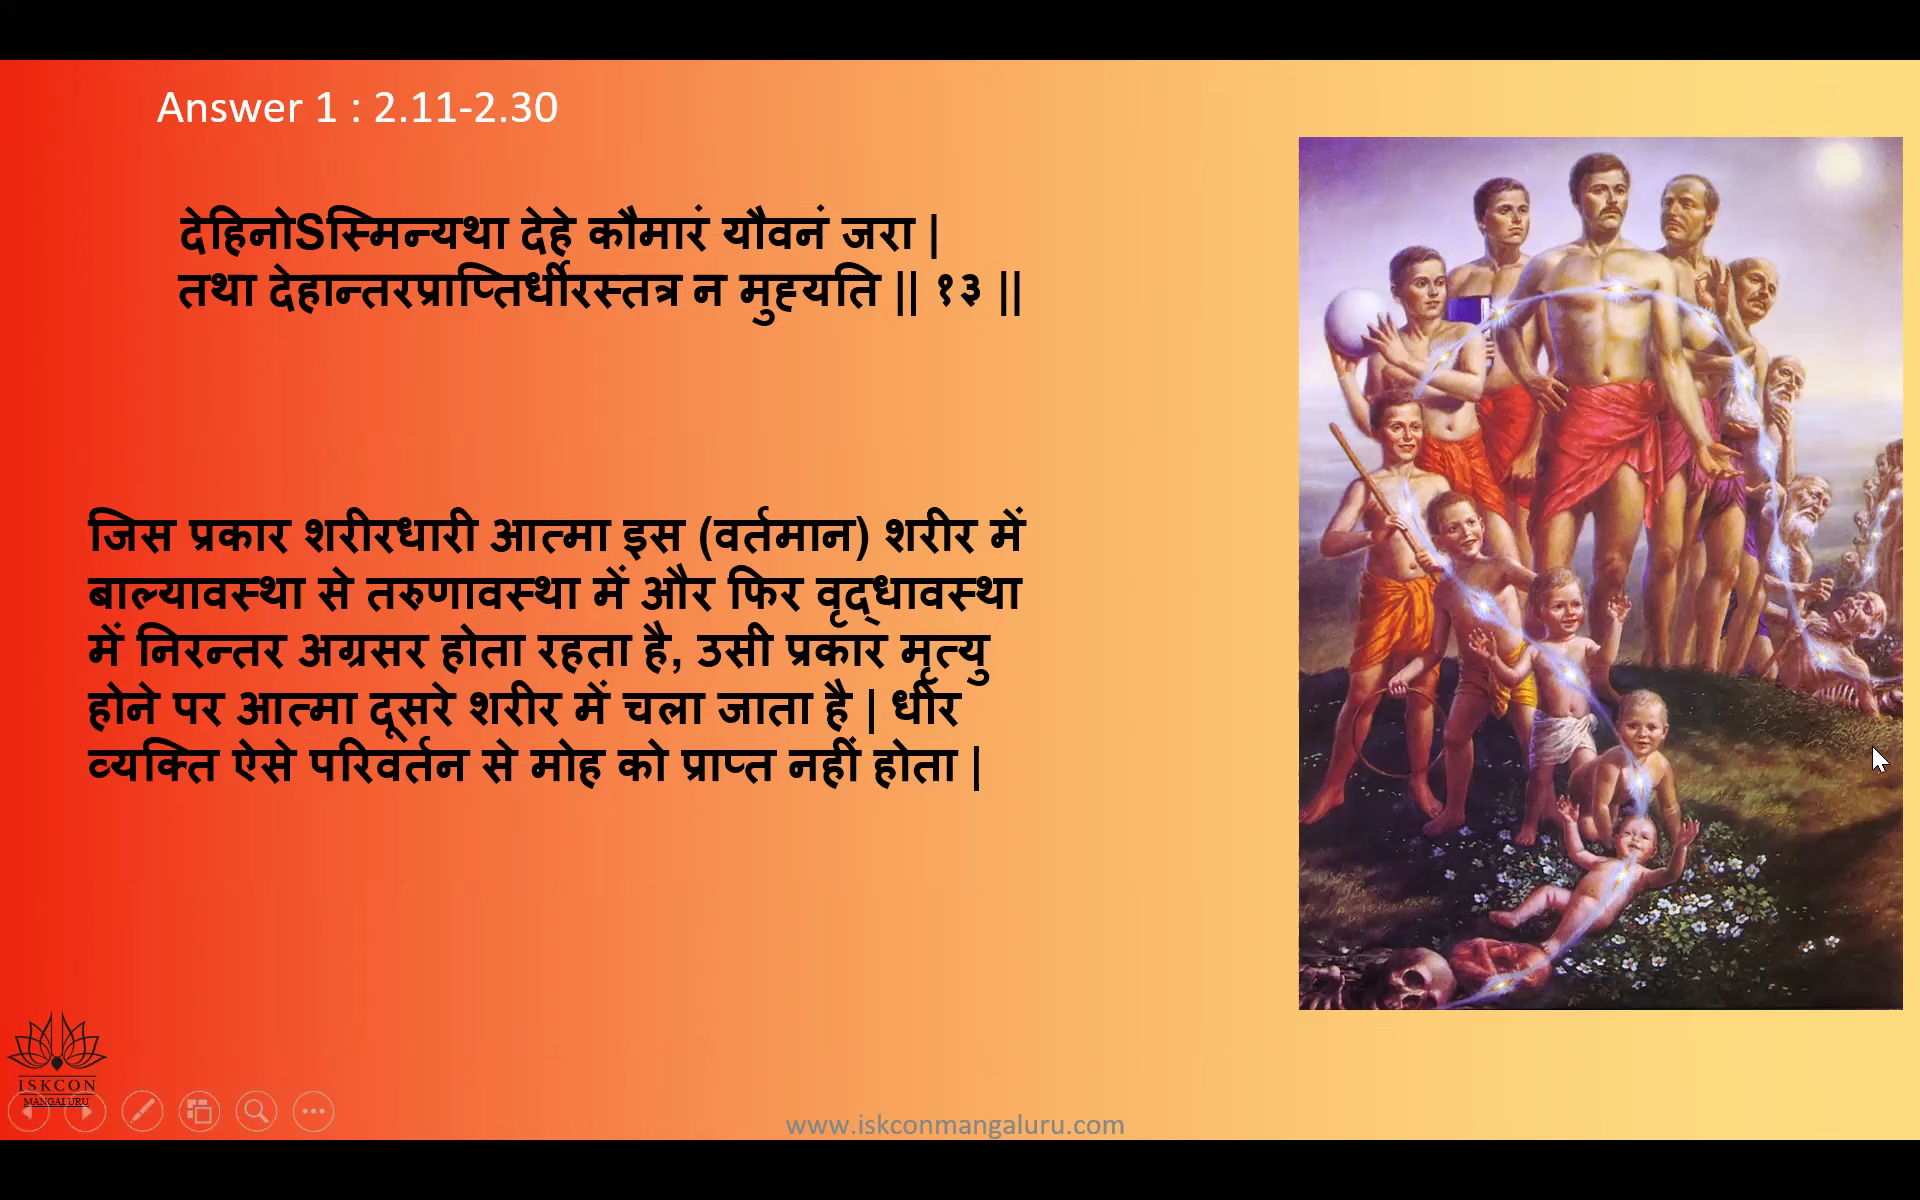 Answer 1 : 2.11-2.30
देहिनोSस्मिन्यथा देहे कौमारं यौवनं जरा |
तथा देहान्तरप्राप्तिर्धीरस्तत्र न मुह्यति || १३ ||
जिस प्रकार शरीरधारी आत्मा इस (वर्तमान) शरीर में
बाल्यावस्था से तरुणावस्था में और फिर वृद्धावस्था
में निरन्तर अग्रसर होता रहता है, उसी प्रकार मृत्यु
होने पर आत्मा दूसरे शरीर में चला जाता है | धीर
व्यक्ति ऐसे परिवर्तन से मोह को प्राप्त नहीं होता |
ISKCON
MANGALURU
www.iskconmangaluru.com